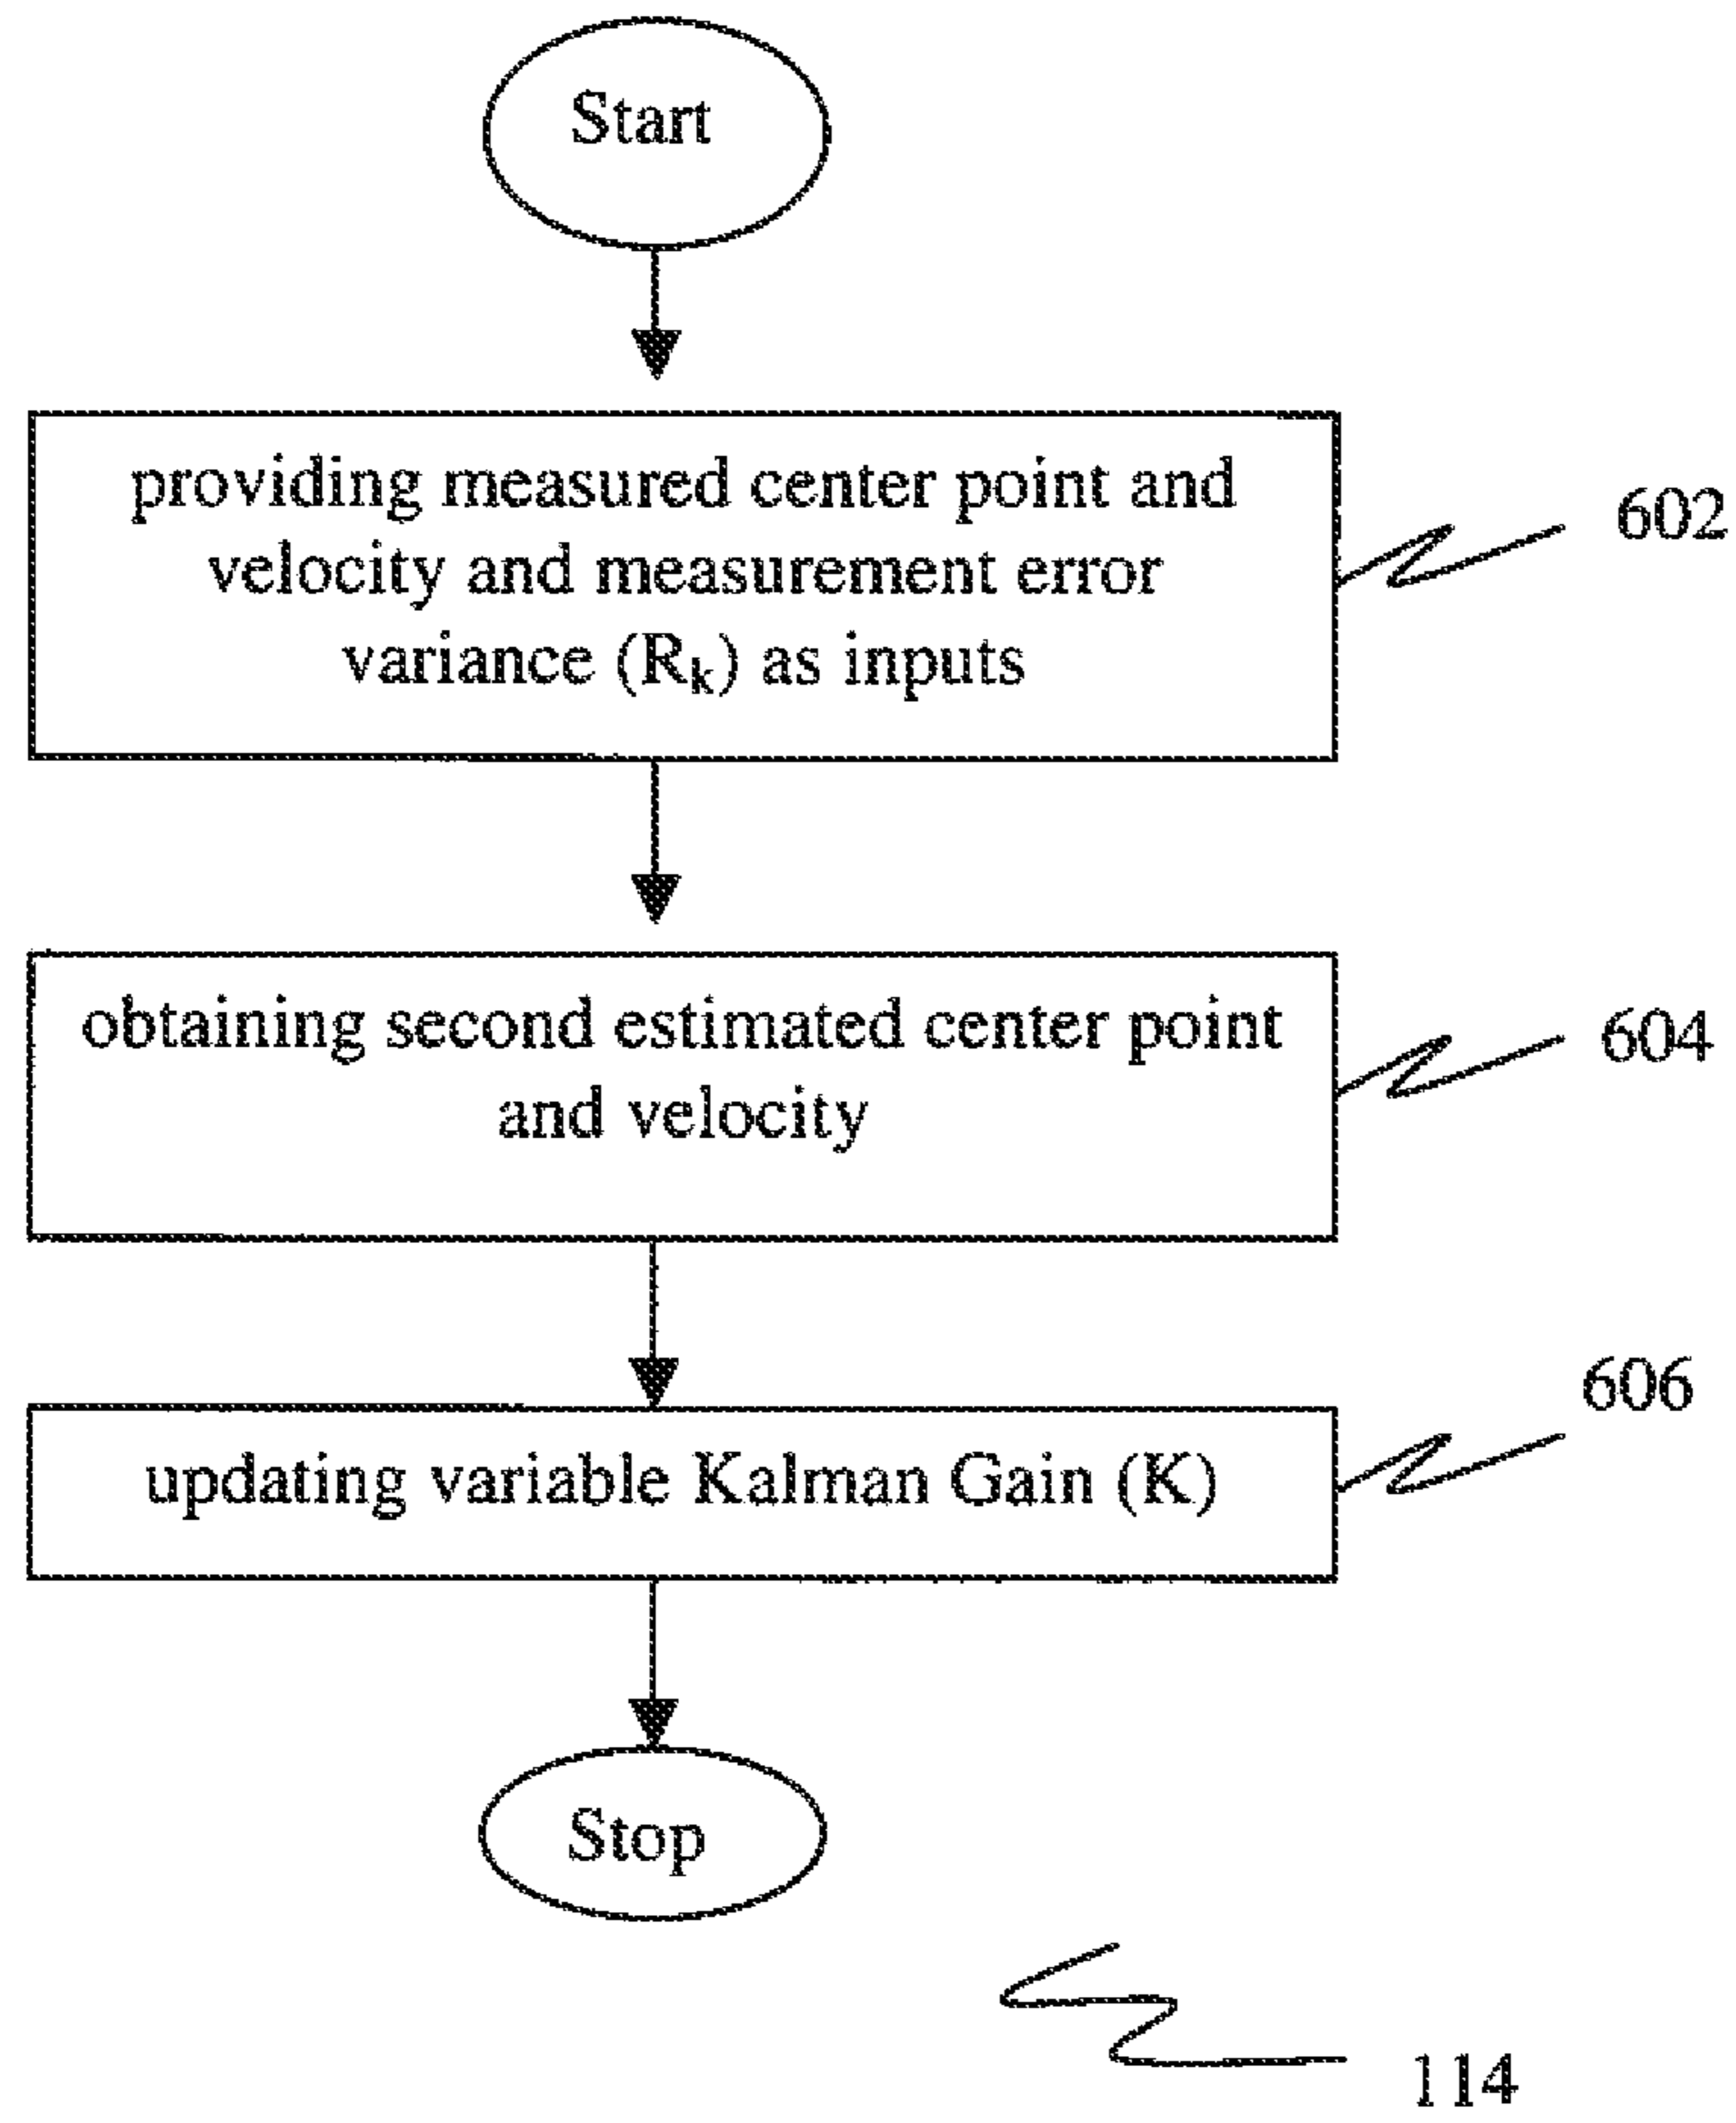 Start
providing measured center point and
velocity and measurement error
variance (Rₖ) as inputs
602
obtaining second estimated center point
and velocity
604
606
updating variable Kalman Gain (K)
Stop
114